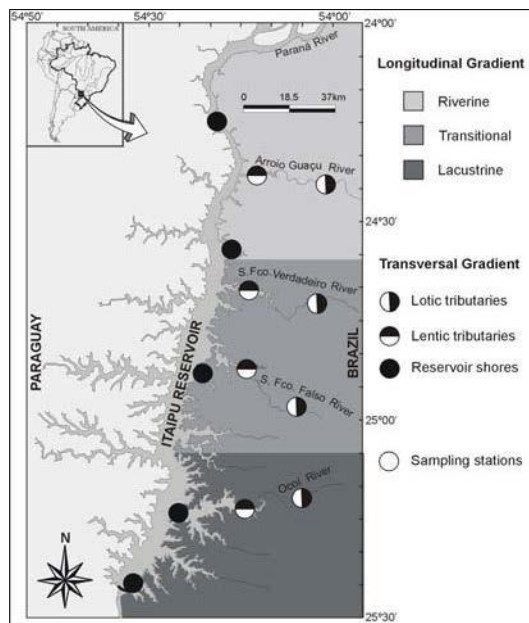 54°50'
54°30'
54°00'
24°00'
SOUTH AMERICA
Paraná River
0 18.5 37km
Arroio Guaçu River
24°30'
S.Fco.Verdadeiro River
PARAGUAY
ITAIPU RESERVOIR
BRAZIL
S. Fco. Falso River
25°00'
Ocoí River
N
25°30'
Longitudinal Gradient
Riverine
Transitional
Lacustrine
Transversal Gradient
Lotic tributaries
Lentic tributaries
Reservoir shores
Sampling stations